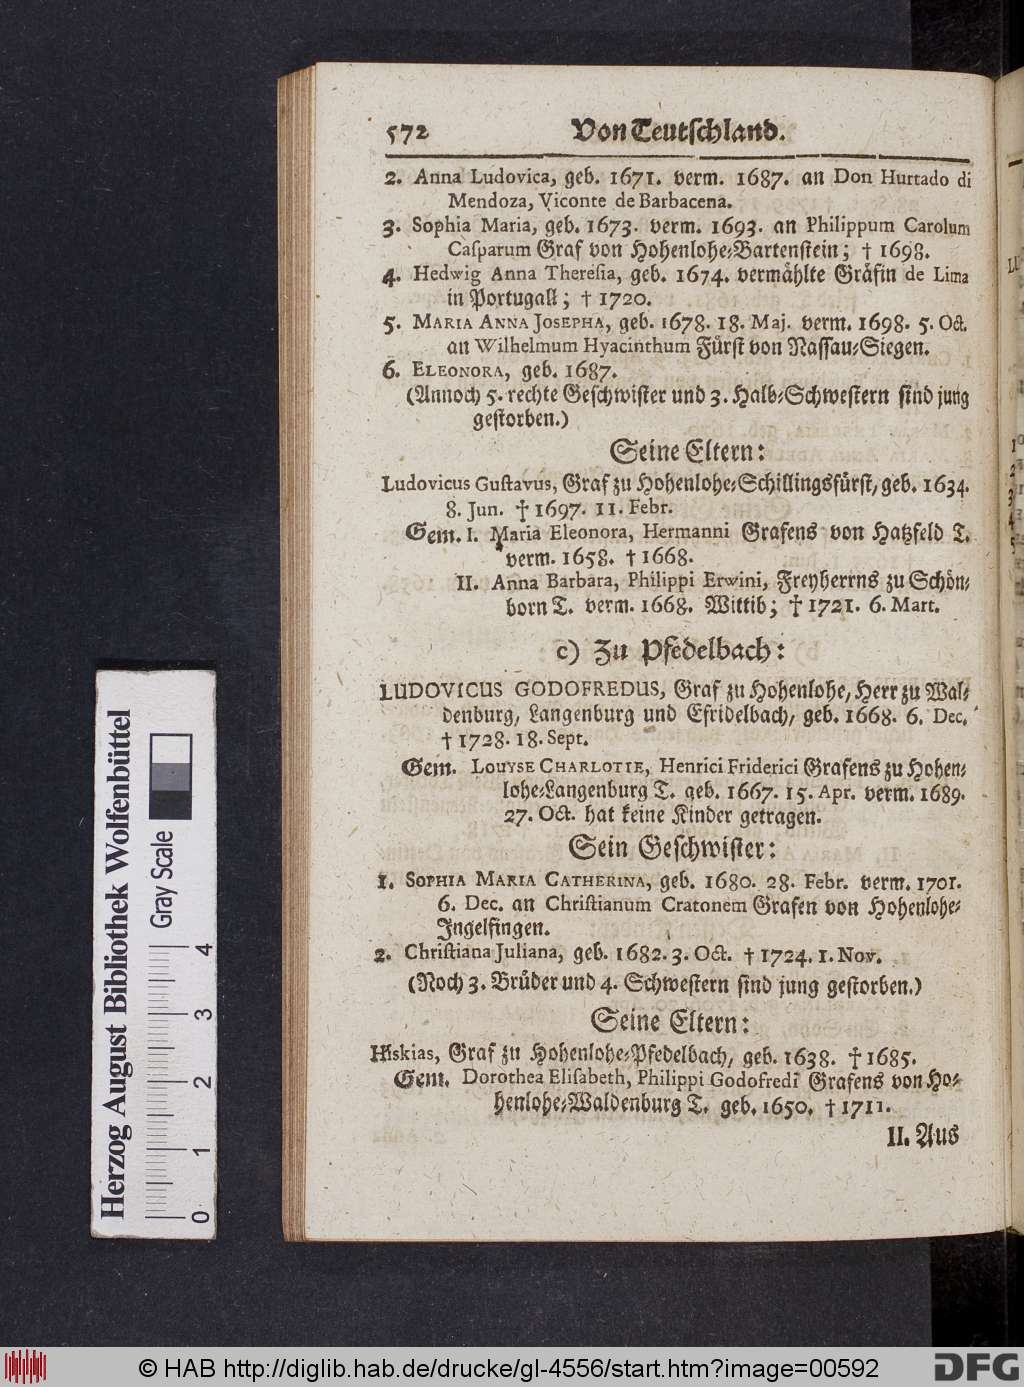 572 Von Teutschland.
2. Anna Ludovica, geb. 1671. verm. 1687. an Don Hurtado di
Mendoza, Viconte de Barbacena.
3. Sophia Maria, geb. 1673. verm. 1693. an Philippum Carolum
Casparum Graf von Hohenlohe-Bartenstein; † 1698.
4. Hedwig Anna Theresia, geb. 1674. vermählte Gräfin de Lima
in Portugall; † 1720.
5. MARIA ANNA JOSEPHA, geb. 1678. 18. Maj. verm. 1698. 5. Oct.
an Wilhelmum Hyacinthum Fürst von Nassau-Siegen.
6. ELEONORA, geb. 1687.
(Annoch 5. rechte Geschwister und 3. Halb-Schwestern sind jung
gestorben.)
Seine Eltern:
Ludovicus Gustavus, Graf zu Hohenlohe-Schillingsfürst, geb. 1634.
8. Jun. † 1697. 11. Febr.
Gem. I. Maria Eleonora, Hermanni Grafens von Hatzfeld T.
verm. 1658. † 1668.
II. Anna Barbara, Philippi Erwini, Freyherrns zu Schön-
born T. verm. 1668. Wittib; † 1721. 6. Mart.
c) Zu Pfedelbach:
LUDOVICUS GODOFREDUS, Graf zu Hohenlohe, Herr zu Wal-
denburg, Langenburg und Efridelbach, geb. 1668. 6. Dec.
† 1728. 18. Sept.
Gem. LOUYSE CHARLOTTE, Henrici Friderici Grafens zu Hohen-
lohe-Langenburg T. geb. 1667. 15. Apr. verm. 1689.
27. Oct. hat keine Kinder getragen.
Sein Geschwister:
1. SOPHIA MARIA CATHERINA, geb. 1680. 28. Febr. verm. 1701.
6. Dec. an Christianum Cratonem Grafen von Hohenlohe-
Ingelfingen.
2. Christiana Juliana, geb. 1682. 3. Oct. † 1724. 1. Nov.
(Noch 3. Brüder und 4. Schwestern sind jung gestorben.)
Seine Eltern:
Hiskias, Graf zu Hohenlohe-Pfedelbach, geb. 1638. † 1685.
Gem. Dorothea Elisabeth, Philippi Godofredi Grafens von Ho-
henlohe-Waldenburg T. geb. 1650. † 1711.
II. Aus
Herzog August Bibliothek Wolfenbüttel
Gray Scale
0 1 2 3 4
© HAB http://diglib.hab.de/drucke/gl-4556/start.htm?image=00592
DFG